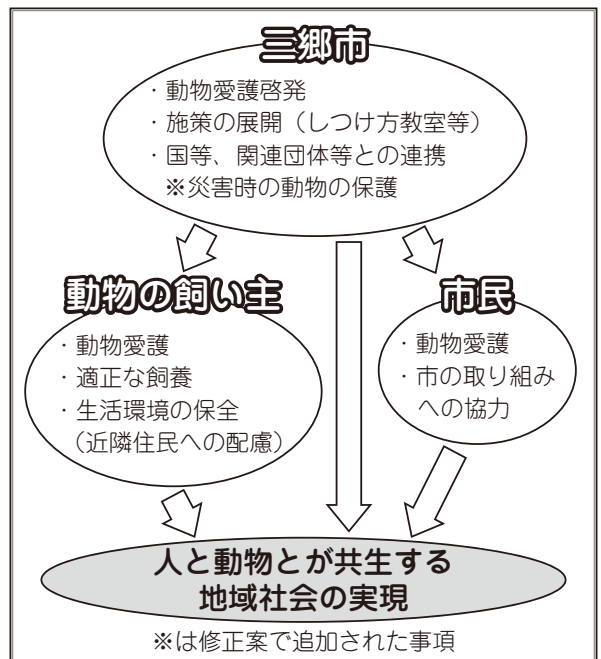 三郷市
・動物愛護啓発
・施策の展開（しつけ方教室等）
・国等、関連団体等との連携
※災害時の動物の保護
動物の飼い主
・動物愛護
・適正な飼養
・生活環境の保全
（近隣住民への配慮）
市民
・動物愛護
・市の取り組み
への協力
人と動物とが共生する
地域社会の実現
※は修正案で追加された事項